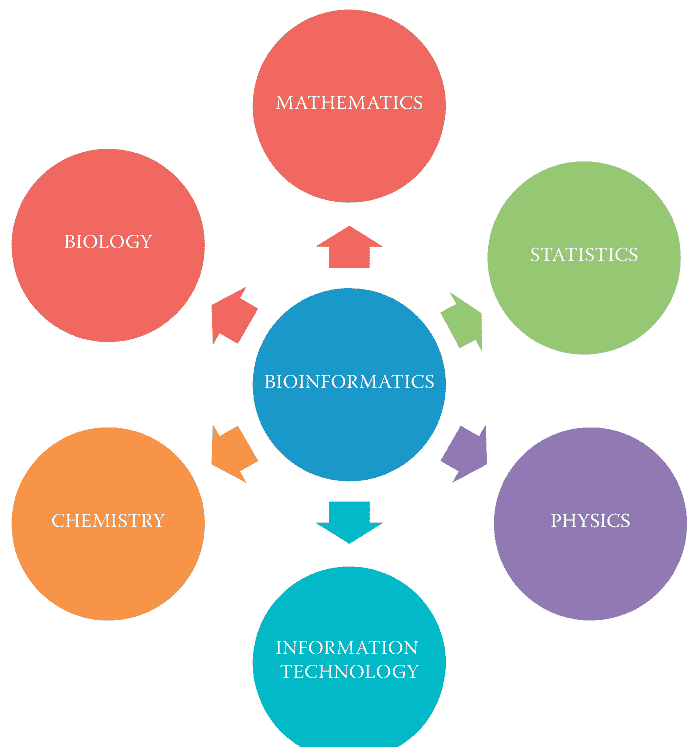 MATHEMATICS
BIOLOGY
STATISTICS
BIOINFORMATICS
CHEMISTRY
PHYSICS
INFORMATION
TECHNOLOGY